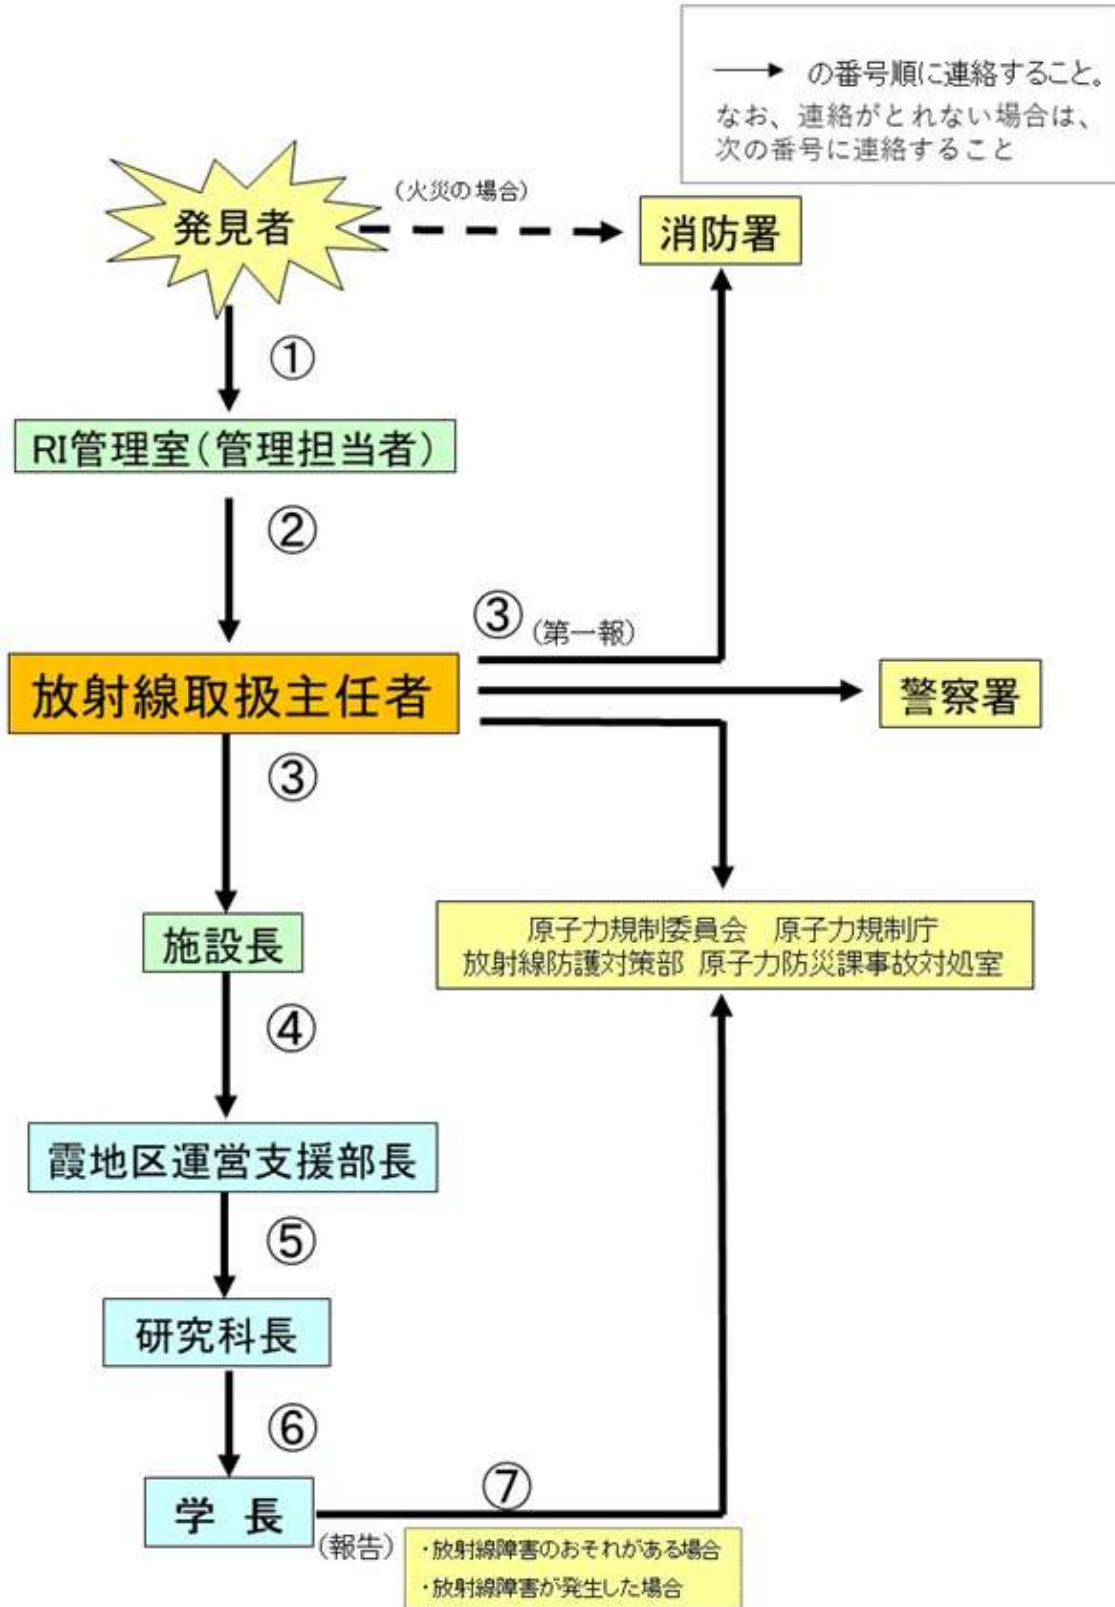 の番号順に連絡すること。
なお、連絡がとれない場合は、
次の番号に連絡すること
発見者
(火災の場合)
消防署
①
RI管理室(管理担当者)
②
③(第一報)
放射線取扱主任者
警察署
③
施設長
原子力規制委員会 原子力規制庁
放射線防護対策部 原子力防災課事故対処室
④
霞地区運営支援部長
⑤
研究科長
⑥
⑦
学 長
(報告)
・放射線障害のおそれがある場合
・放射線障害が発生した場合